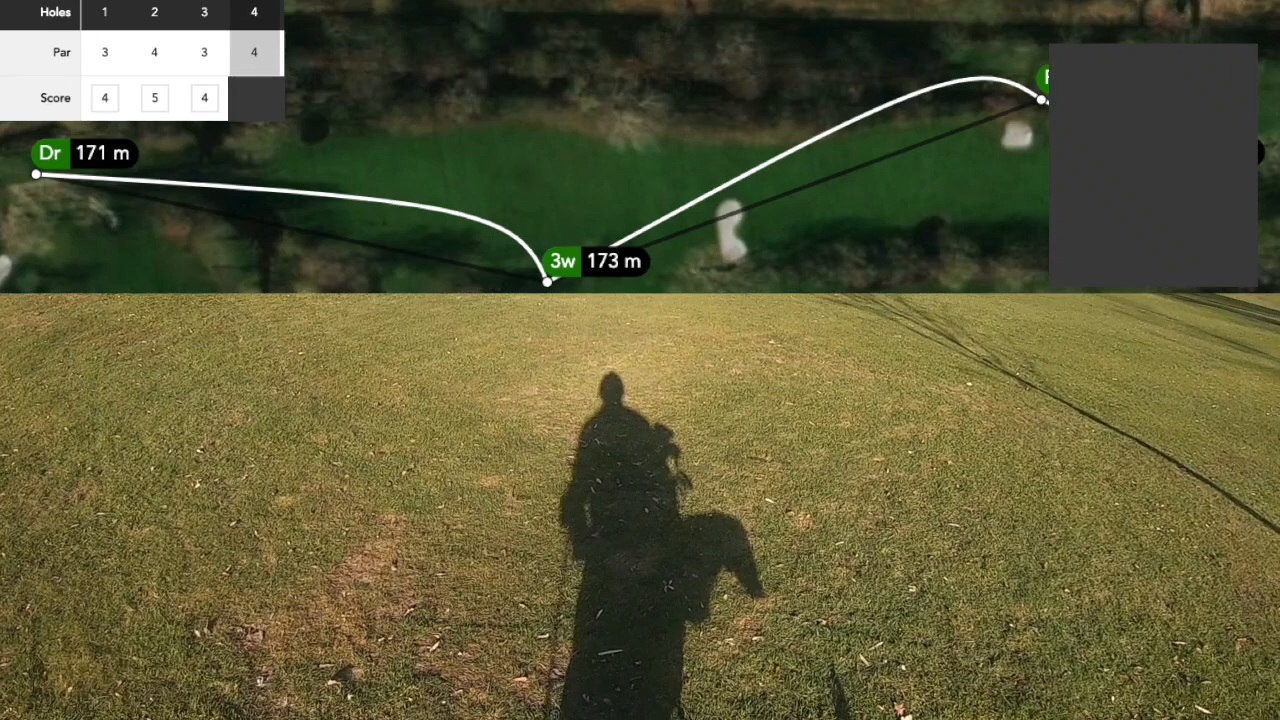 Holes 1 2 3 4
Par 3 4 3 4
Score 4 5 4
Dr 171 m
3w 173 m